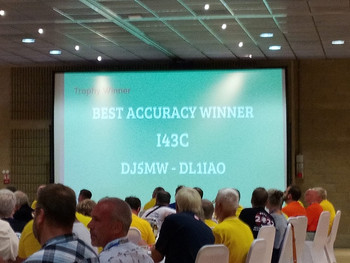 Trophy Winner
BEST ACCURACY WINNER
I43C
DJ5MW - DL1IAO